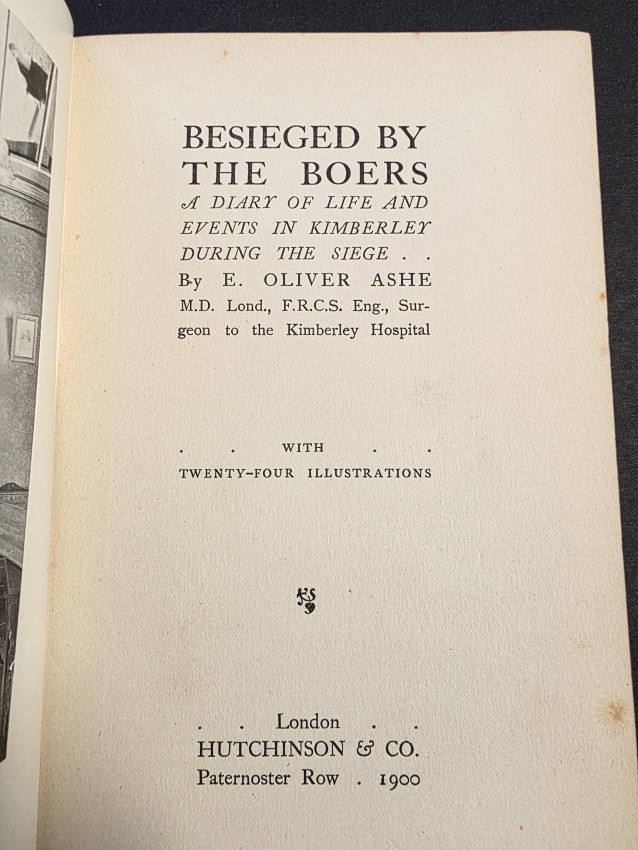 BESIEGED BY
THE BOERS
A DIARY OF LIFE AND
EVENTS IN KIMBERLEY
DURING THE SIEGE . .
By E. OLIVER ASHE
M.D. Lond., F.R.C.S. Eng., Sur-
geon to the Kimberley Hospital
. . WITH . .
TWENTY-FOUR ILLUSTRATIONS
. . London . .
HUTCHINSON & CO.
Paternoster Row . 1900